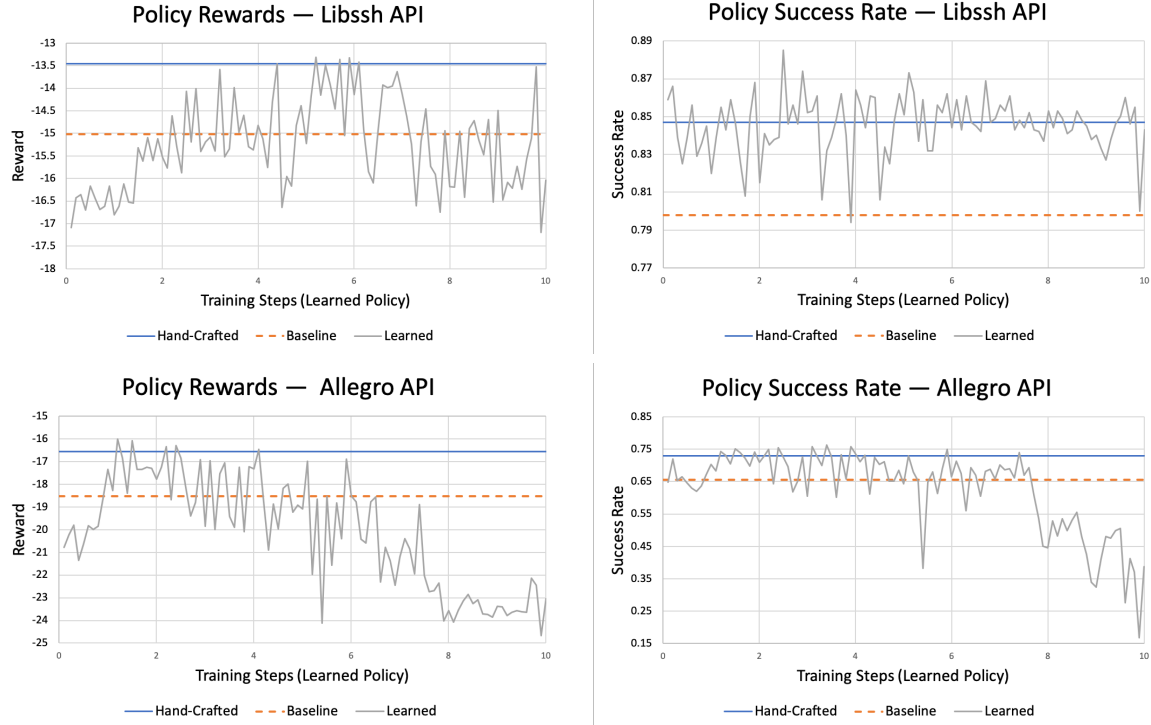 Policy Rewards — Libssh API
-13
-13.5
-14
-14.5
-15
-15.5
-16
-16.5
-17
-17.5
-18
Reward
0 2 4 6 8 10
Training Steps (Learned Policy)
Hand-Crafted Baseline Learned
Policy Success Rate — Libssh API
0.89
0.87
0.85
0.83
0.81
0.79
0.77
Success Rate
0 2 4 6 8 10
Training Steps (Learned Policy)
Hand-Crafted Baseline Learned
Policy Rewards — Allegro API
-15
-16
-17
-18
-19
-20
-21
-22
-23
-24
-25
Reward
0 2 4 6 8 10
Training Steps (Learned Policy)
Hand-Crafted Baseline Learned
Policy Success Rate — Allegro API
0.85
0.75
0.65
0.55
0.45
0.35
0.25
0.15
Success Rate
0 2 4 6 8 10
Training Steps (Learned Policy)
Hand-Crafted Baseline Learned